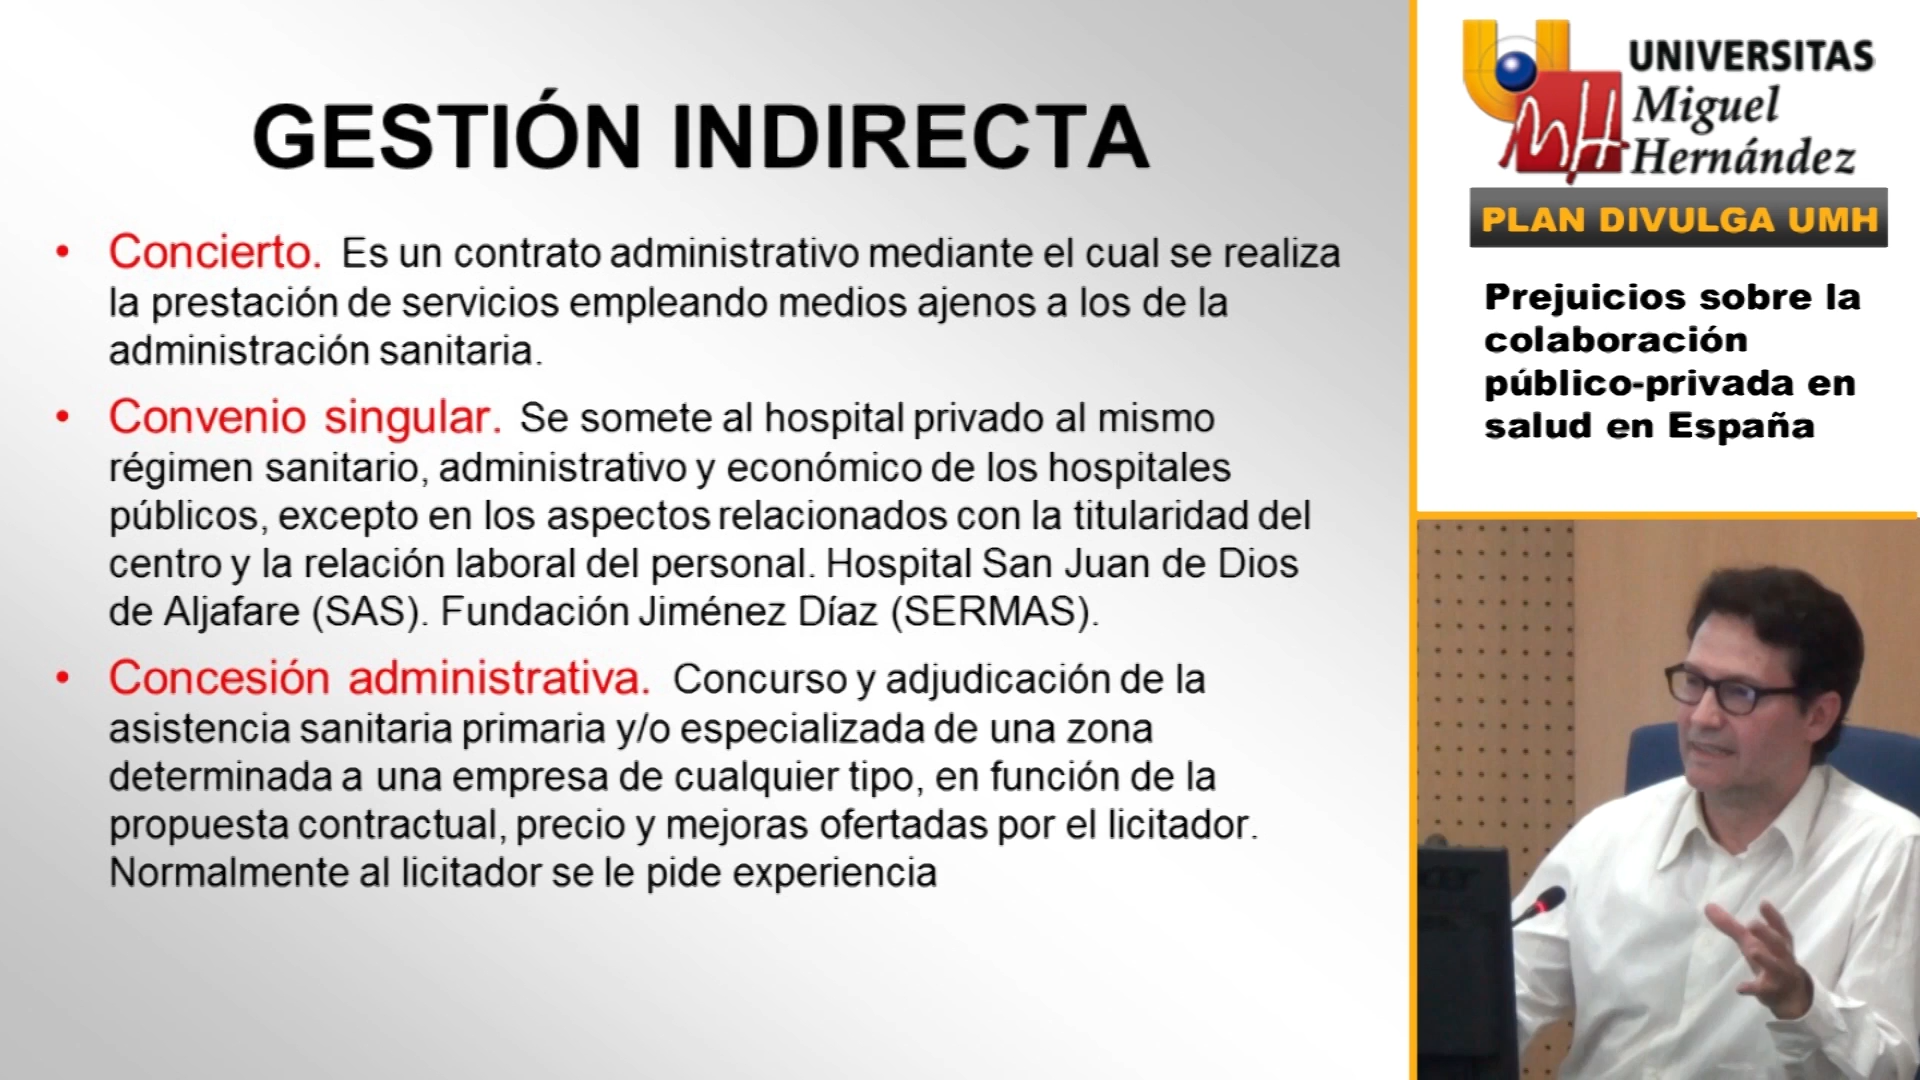 GESTIÓN INDIRECTA
• Concierto. Es un contrato administrativo mediante el cual se realiza
la prestación de servicios empleando medios ajenos a los de la
administración sanitaria.
• Convenio singular. Se somete al hospital privado al mismo
régimen sanitario, administrativo y económico de los hospitales
públicos, excepto en los aspectos relacionados con la titularidad del
centro y la relación laboral del personal. Hospital San Juan de Dios
de Aljafare (SAS). Fundación Jiménez Díaz (SERMAS).
• Concesión administrativa. Concurso y adjudicación de la
asistencia sanitaria primaria y/o especializada de una zona
determinada a una empresa de cualquier tipo, en función de la
propuesta contractual, precio y mejoras ofertadas por el licitador.
Normalmente al licitador se le pide experiencia
UMH
UNIVERSITAS
Miguel
Hernández
PLAN DIVULGA UMH
Prejuicios sobre la
colaboración
público-privada en
salud en España